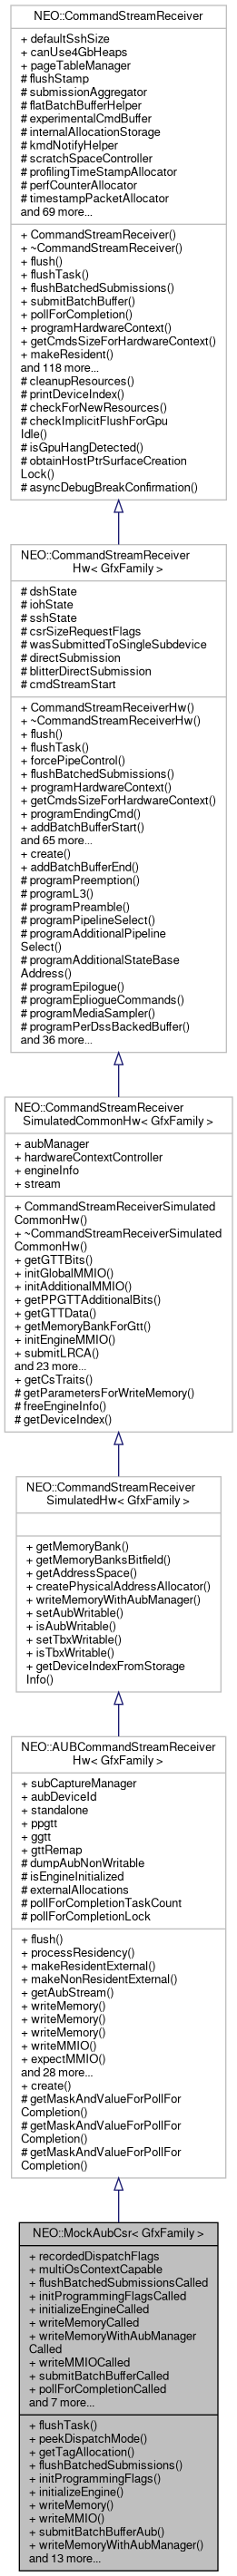 NEO::CommandStreamReceiver
+ defaultSshSize
+ canUse4GbHeaps
+ pageTableManager
# flushStamp
# submissionAggregator
# flatBatchBufferHelper
# experimentalCmdBuffer
# internalAllocationStorage
# kmdNotifyHelper
# scratchSpaceController
# profilingTimeStampAllocator
# perfCounterAllocator
# timestampPacketAllocator
and 69 more...
+ CommandStreamReceiver()
+ ~CommandStreamReceiver()
+ flush()
+ flushTask()
+ flushBatchedSubmissions()
+ submitBatchBuffer()
+ pollForCompletion()
+ programHardwareContext()
+ getCmdsSizeForHardwareContext()
+ makeResident()
and 118 more...
# cleanupResources()
# printDeviceIndex()
# checkForNewResources()
# checkImplicitFlushForGpu
Idle()
# isGpuHangDetected()
# obtainHostPtrSurfaceCreation
Lock()
# asyncDebugBreakConfirmation()
NEO::CommandStreamReceiver
Hw< GfxFamily >
# dshState
# iohState
# sshState
# csrSizeRequestFlags
# wasSubmittedToSingleSubdevice
# directSubmission
# blitterDirectSubmission
# cmdStreamStart
+ CommandStreamReceiverHw()
+ ~CommandStreamReceiverHw()
+ flush()
+ flushTask()
+ forcePipeControl()
+ flushBatchedSubmissions()
+ programHardwareContext()
+ getCmdsSizeForHardwareContext()
+ programEndingCmd()
+ addBatchBufferStart()
and 65 more...
+ create()
+ addBatchBufferEnd()
# programPreemption()
# programL3()
# programPreamble()
# programPipelineSelect()
# programAdditionalPipeline
Select()
# programAdditionalStateBase
Address()
# programEpilogue()
# programEpliogueCommands()
# programMediaSampler()
# programPerDssBackedBuffer()
and 36 more...
NEO::CommandStreamReceiver
SimulatedCommonHw< GfxFamily >
+ aubManager
+ hardwareContextController
+ engineInfo
+ stream
+ CommandStreamReceiverSimulated
CommonHw()
+ ~CommandStreamReceiverSimulated
CommonHw()
+ getGTTBits()
+ initGlobalMMIO()
+ initAdditionalMMIO()
+ getPPGTTAdditionalBits()
+ getGTTData()
+ getMemoryBankForGtt()
+ initEngineMMIO()
+ submitLRCA()
and 23 more...
+ getCsTraits()
# getParametersForWriteMemory()
# freeEngineInfo()
# getDeviceIndex()
NEO::CommandStreamReceiver
SimulatedHw< GfxFamily >
+ getMemoryBank()
+ getMemoryBanksBitfield()
+ getAddressSpace()
+ createPhysicalAddressAllocator()
+ writeMemoryWithAubManager()
+ setAubWritable()
+ isAubWritable()
+ setTbxWritable()
+ isTbxWritable()
+ getDeviceIndexFromStorage
Info()
NEO::AUBCommandStreamReceiver
Hw< GfxFamily >
+ subCaptureManager
+ aubDeviceId
+ standalone
+ ppgtt
+ ggtt
+ gttRemap
# dumpAubNonWritable
# isEngineInitialized
# externalAllocations
# pollForCompletionTaskCount
# pollForCompletionLock
+ flush()
+ processResidency()
+ makeResidentExternal()
+ makeNonResidentExternal()
+ getAubStream()
+ writeMemory()
+ writeMemory()
+ writeMemory()
+ writeMMIO()
+ expectMMIO()
and 28 more...
+ create()
# getMaskAndValueForPollFor
Completion()
# getMaskAndValueForPollFor
Completion()
# getMaskAndValueForPollFor
Completion()
NEO::MockAubCsr< GfxFamily >
+ recordedDispatchFlags
+ multiOsContextCapable
+ flushBatchedSubmissionsCalled
+ initProgrammingFlagsCalled
+ initializeEngineCalled
+ writeMemoryCalled
+ writeMemoryWithAubManager
Called
+ writeMMIOCalled
+ submitBatchBufferCalled
+ pollForCompletionCalled
and 7 more...
+ flushTask()
+ peekDispatchMode()
+ getTagAllocation()
+ flushBatchedSubmissions()
+ initProgrammingFlags()
+ initializeEngine()
+ writeMemory()
+ writeMMIO()
+ submitBatchBufferAub()
+ writeMemoryWithAubManager()
and 13 more...